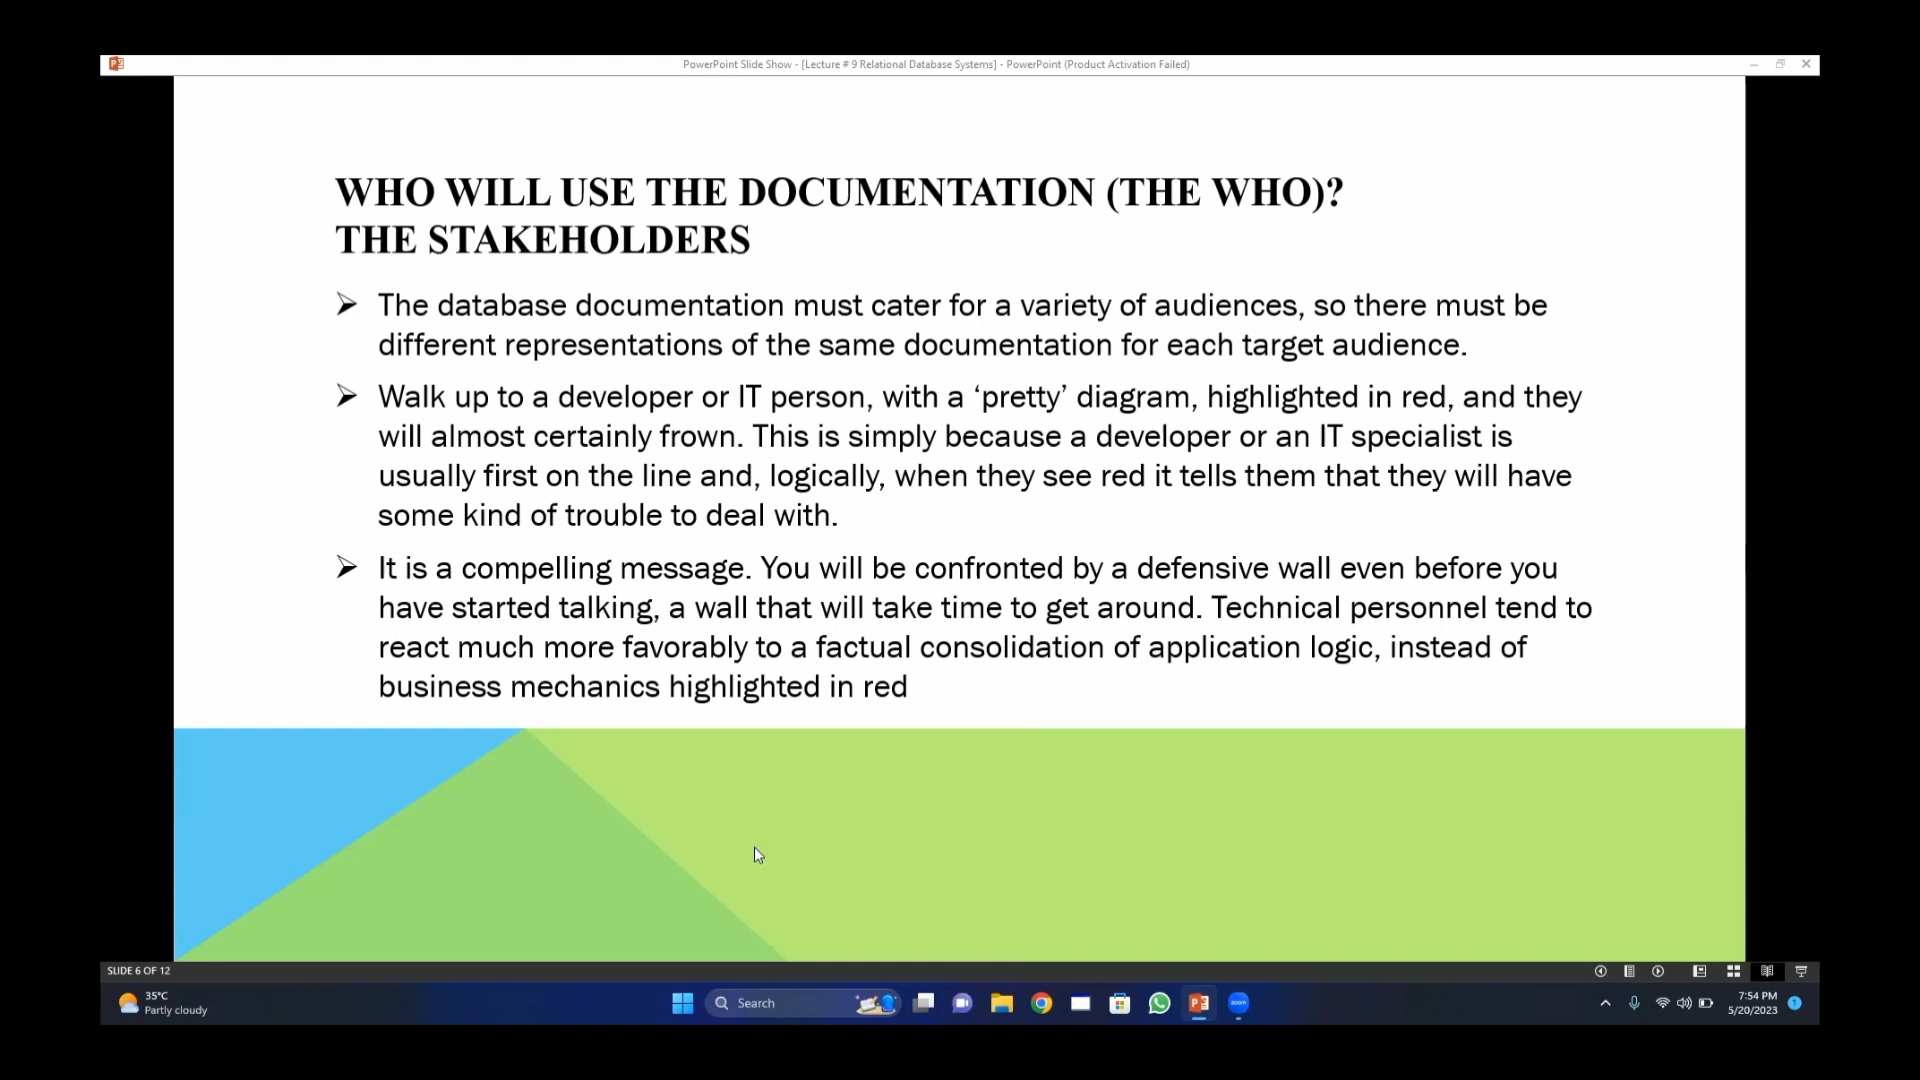 PowerPoint Slide Show - [Lecture # 9 Relational Database Systems] - PowerPoint (Product Activation Failed)
WHO WILL USE THE DOCUMENTATION (THE WHO)?
THE STAKEHOLDERS
➢ The database documentation must cater for a variety of audiences, so there must be
different representations of the same documentation for each target audience.
➢ Walk up to a developer or IT person, with a ‘pretty’ diagram, highlighted in red, and they
will almost certainly frown. This is simply because a developer or an IT specialist is
usually first on the line and, logically, when they see red it tells them that they will have
some kind of trouble to deal with.
➢ It is a compelling message. You will be confronted by a defensive wall even before you
have started talking, a wall that will take time to get around. Technical personnel tend to
react much more favorably to a factual consolidation of application logic, instead of
business mechanics highlighted in red
SLIDE 6 OF 12
35°C
Partly cloudy
Search
zoom
7:54 PM
5/20/2023
1